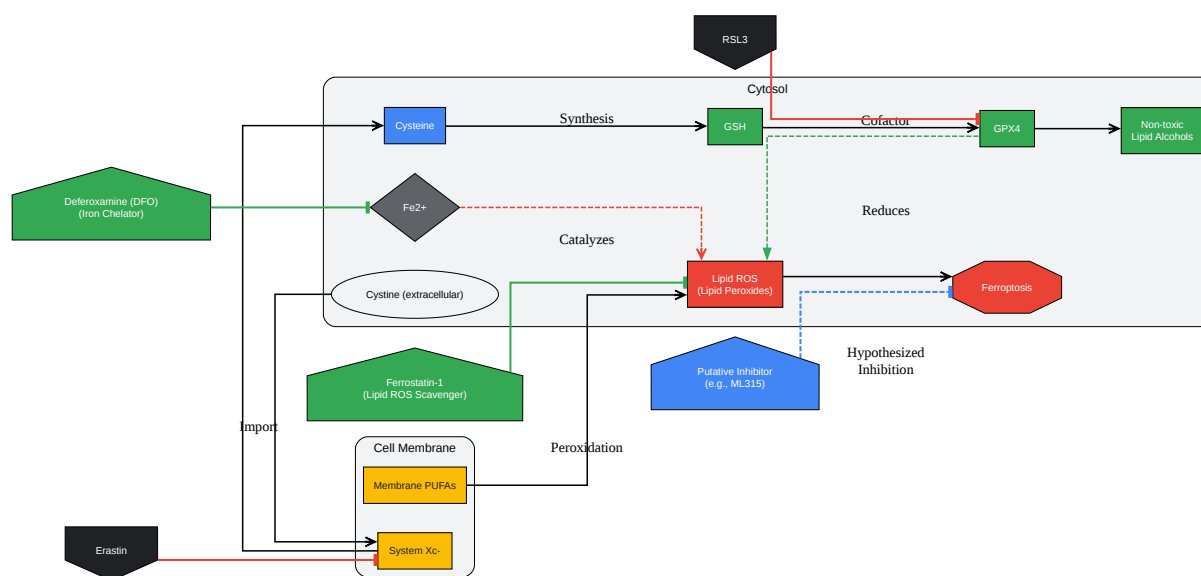 RSL3
Cytosol
Cysteine
Synthesis
GSH
Cofactor
GPX4
Non-toxic
Lipid Alcohols
Deferoxamine (DFO)
(Iron Chelator)
Fe2+
Catalyzes
Reduces
Cystine (extracellular)
Lipid ROS
(Lipid Peroxides)
Ferroptosis
Ferrostatin-1
(Lipid ROS Scavenger)
Putative Inhibitor
(e.g., ML315)
Hypothesized
Inhibition
Import
Cell Membrane
Peroxidation
Membrane PUFAs
System Xc-
Erastin